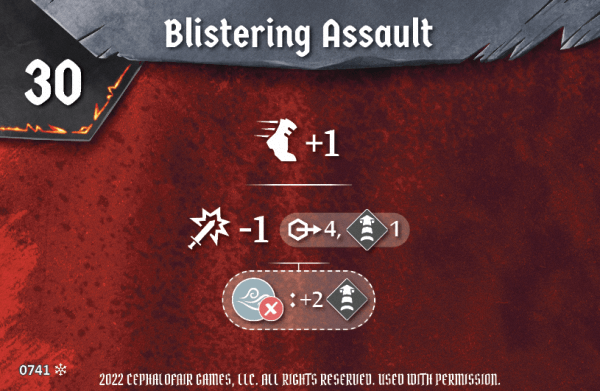 Blistering Assault
30
+1
-1 4, 1
: +2
0741
2022 CEPHALOFAIR GAMES, LLC. ALL RIGHTS RESERVED. USED WITH PERMISSION.